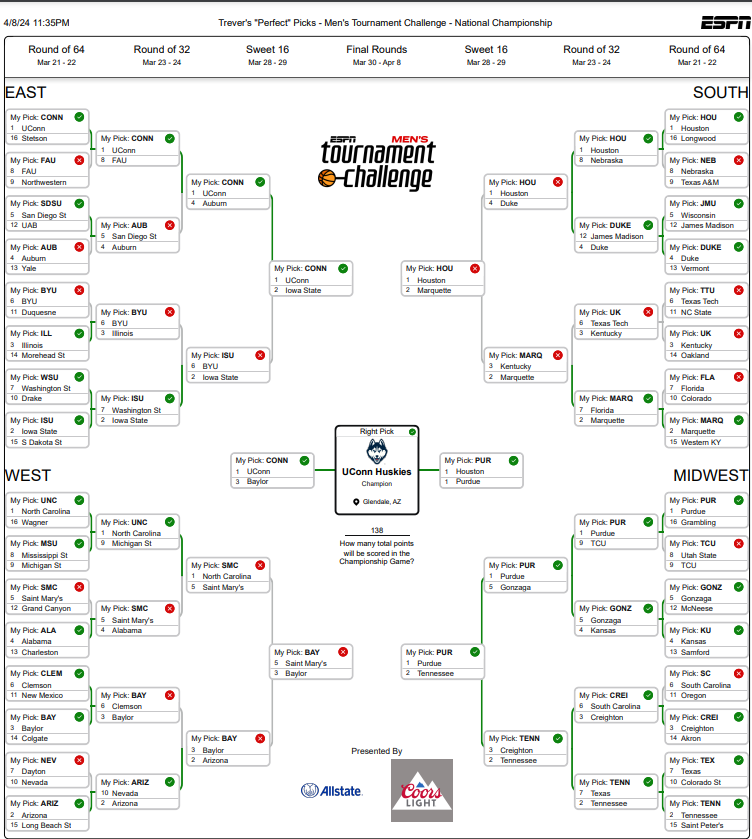 4/8/24 11:35PM
Trever's "Perfect" Picks - Men's Tournament Challenge - National Championship
ESPN
Round of 64
Mar 21 - 22
Round of 32
Mar 23 - 24
Sweet 16
Mar 28 - 29
Final Rounds
Mar 30 - Apr 8
Sweet 16
Mar 28 - 29
Round of 32
Mar 23 - 24
Round of 64
Mar 21 - 22
EAST
My Pick: CONN
1 UConn
16 Stetson
My Pick: FAU
8 FAU
9 Northwestern
My Pick: SDSU
5 San Diego St
12 UAB
My Pick: AUB
4 Auburn
13 Yale
My Pick: BYU
6 BYU
11 Duquesne
My Pick: ILL
3 Illinois
14 Morehead St
My Pick: WSU
7 Washington St
10 Drake
My Pick: ISU
2 Iowa State
15 S Dakota St
My Pick: CONN
1 UConn
8 FAU
My Pick: AUB
5 San Diego St
4 Auburn
My Pick: BYU
6 BYU
3 Illinois
My Pick: ISU
7 Washington St
2 Iowa State
My Pick: CONN
1 UConn
4 Auburn
My Pick: ISU
6 BYU
2 Iowa State
My Pick: CONN
1 UConn
2 Iowa State
ESPN MEN'S
tournament
challenge
SOUTH
My Pick: HOU
1 Houston
16 Longwood
My Pick: NEB
8 Nebraska
9 Texas A&M
My Pick: JMU
5 Wisconsin
12 James Madison
My Pick: DUKE
4 Duke
13 Vermont
My Pick: TTU
6 Texas Tech
11 NC State
My Pick: UK
3 Kentucky
14 Oakland
My Pick: FLA
7 Florida
10 Colorado
My Pick: MARQ
2 Marquette
15 Western KY
My Pick: HOU
1 Houston
8 Nebraska
My Pick: DUKE
12 James Madison
4 Duke
My Pick: UK
6 Texas Tech
3 Kentucky
My Pick: MARQ
7 Florida
2 Marquette
My Pick: HOU
1 Houston
4 Duke
My Pick: MARQ
3 Kentucky
2 Marquette
My Pick: HOU
1 Houston
2 Marquette
My Pick: CONN
1 UConn
3 Baylor
Right Pick
UConn Huskies
Champion
Glendale, AZ
My Pick: PUR
1 Houston
1 Purdue
138
How many total points
will be scored in the
Championship Game?
WEST
My Pick: UNC
1 North Carolina
16 Wagner
My Pick: MSU
8 Mississippi St
9 Michigan St
My Pick: SMC
5 Saint Mary's
12 Grand Canyon
My Pick: ALA
4 Alabama
13 Charleston
My Pick: CLEM
6 Clemson
11 New Mexico
My Pick: BAY
3 Baylor
14 Colgate
My Pick: NEV
7 Dayton
10 Nevada
My Pick: ARIZ
2 Arizona
15 Long Beach St
My Pick: UNC
1 North Carolina
9 Michigan St
My Pick: SMC
5 Saint Mary's
4 Alabama
My Pick: BAY
6 Clemson
3 Baylor
My Pick: ARIZ
10 Nevada
2 Arizona
My Pick: SMC
1 North Carolina
5 Saint Mary's
My Pick: BAY
3 Baylor
2 Arizona
My Pick: BAY
5 Saint Mary's
3 Baylor
MIDWEST
My Pick: PUR
1 Purdue
16 Grambling
My Pick: TCU
8 Utah State
9 TCU
My Pick: GONZ
5 Gonzaga
12 McNeese
My Pick: KU
4 Kansas
13 Samford
My Pick: SC
6 South Carolina
11 Oregon
My Pick: CREI
3 Creighton
14 Akron
My Pick: TEX
7 Texas
10 Colorado St
My Pick: TENN
2 Tennessee
15 Saint Peter's
My Pick: PUR
1 Purdue
9 TCU
My Pick: GONZ
5 Gonzaga
4 Kansas
My Pick: CREI
6 South Carolina
3 Creighton
My Pick: TENN
7 Texas
2 Tennessee
My Pick: PUR
1 Purdue
5 Gonzaga
My Pick: TENN
3 Creighton
2 Tennessee
My Pick: PUR
1 Purdue
2 Tennessee
Presented By
Allstate
Coors
LIGHT